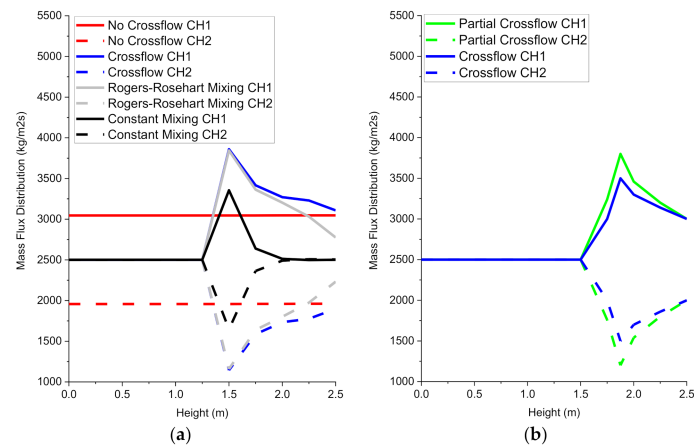 5500
5000
4500
4000
3500
3000
2500
2000
1500
1000
Mass Flux Distribution (kg/m2s)
No Crossflow CH1
No Crossflow CH2
Crossflow CH1
Crossflow CH2
Rogers-Rosehart Mixing CH1
Rogers-Rosehart Mixing CH2
Constant Mixing CH1
Constant Mixing CH2
0.0 0.5 1.0 1.5 2.0 2.5
Height (m)
(a)
5500
5000
4500
4000
3500
3000
2500
2000
1500
1000
Mass Flux Distribution (kg/m2s)
Partial Crossflow CH1
Partial Crossflow CH2
Crossflow CH1
Crossflow CH2
0.0 0.5 1.0 1.5 2.0 2.5
Height (m)
(b)